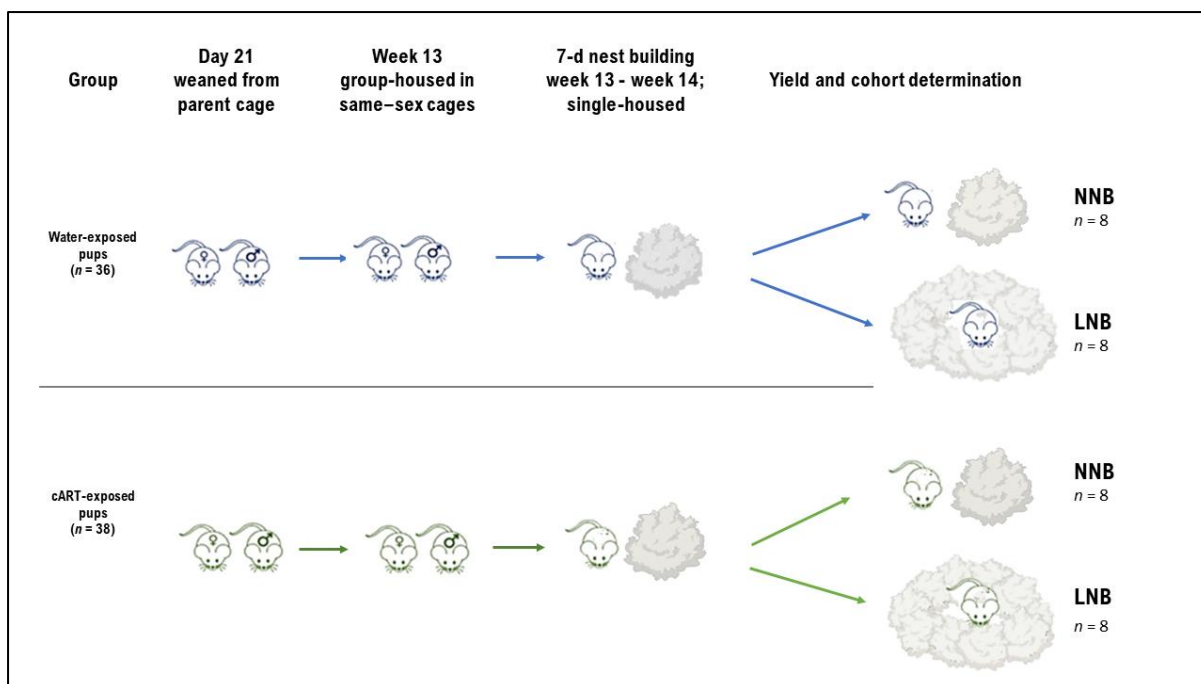 Group
Day 21
weaned from
parent cage
Week 13
group-housed in
same–sex cages
7-d nest building
week 13 - week 14;
single-housed
Yield and cohort determination
Water-exposed
pups
(n = 36)
NNB
n = 8
LNB
n = 8
cART-exposed
pups
(n = 38)
NNB
n = 8
LNB
n = 8